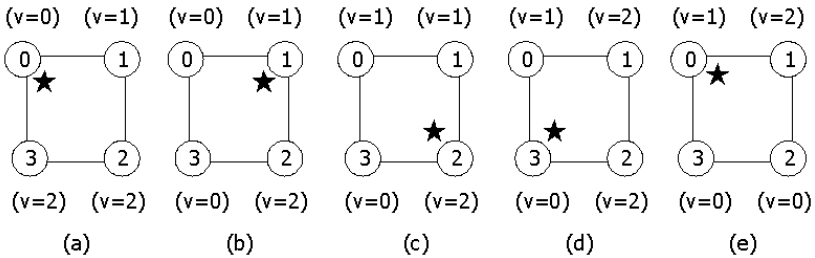 (v=0) (v=1) (v=0) (v=1) (v=1) (v=1) (v=1) (v=2) (v=1) (v=2)
0 1 0 1 0 1 0 1 0 1
3 2 3 2 3 2 3 2 3 2
(v=2) (v=2) (v=0) (v=2) (v=0) (v=2) (v=0) (v=2) (v=0) (v=0)
(a) (b) (c) (d) (e)